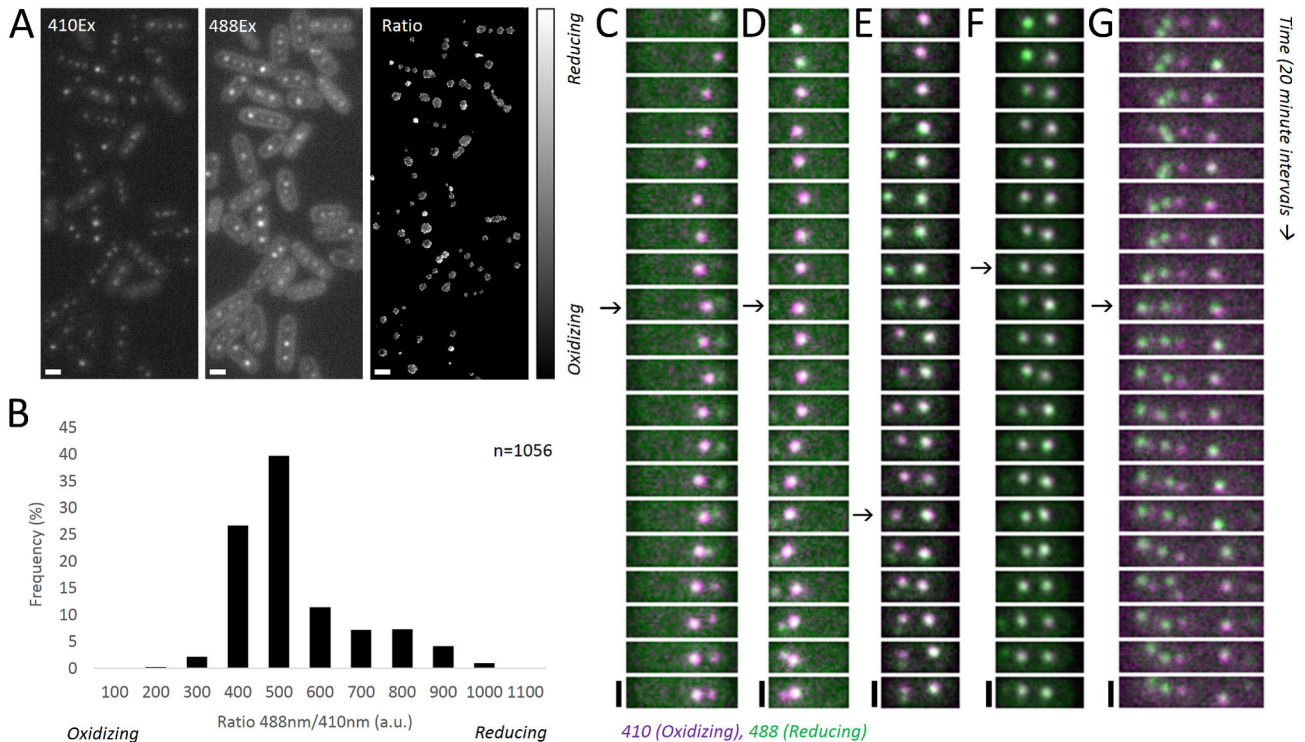 A
410Ex
488Ex
Ratio
Reducing
Oxidizing
B
45
40
35
30
25
20
15
10
5
0
Frequency (%)
n=1056
100 200 300 400 500 600 700 800 900 1000 1100
Oxidizing
Ratio 488nm/410nm (a.u.)
Reducing
C
D
E
F
G
Time (20 minute intervals →
→ → → → →
410 (Oxidizing), 488 (Reducing)